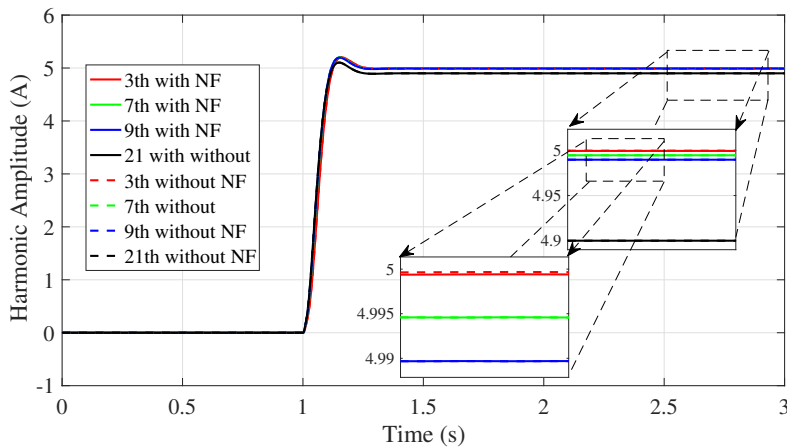 6
5
4
3
2
1
0
-1
Harmonic Amplitude (A)
3th with NF
7th with NF
9th with NF
21 with without
3th without NF
7th without
9th without NF
21th without NF
5
4.95
4.9
5
4.995
4.99
0
0.5
1
1.5
2
2.5
3
Time (s)